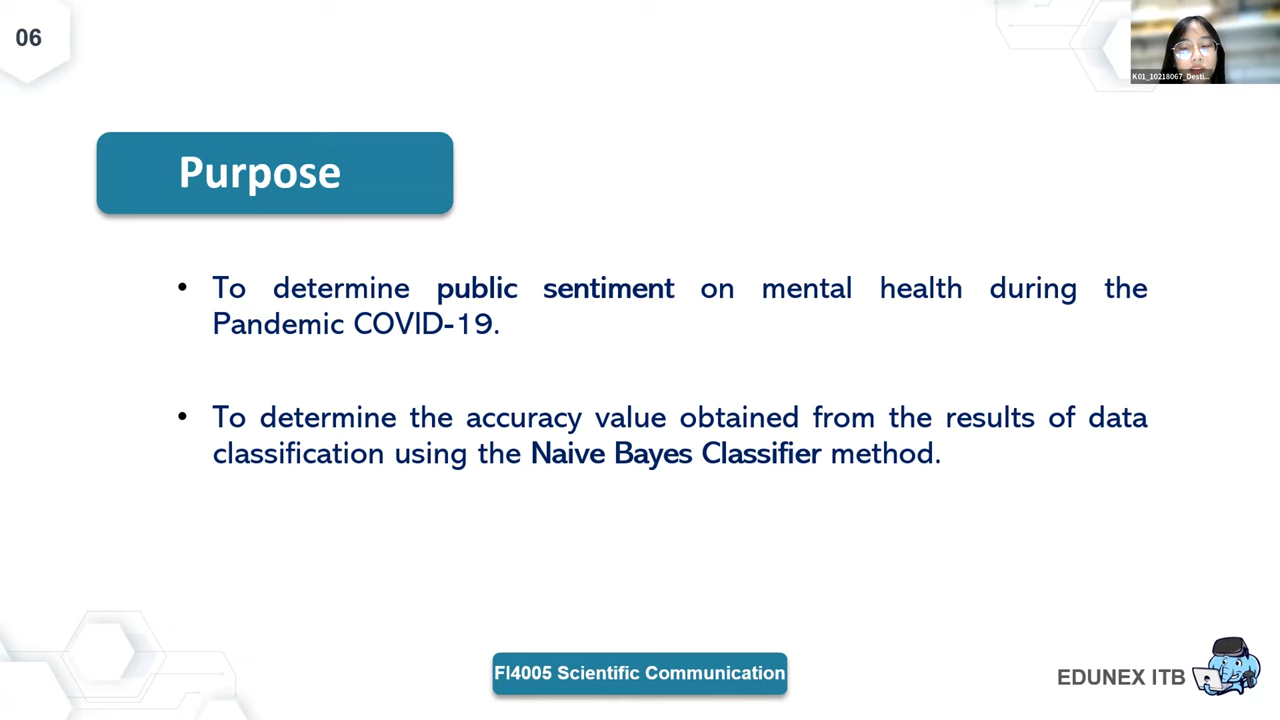 06
K01_10218067_Desti...
Purpose
• To determine public sentiment on mental health during the
Pandemic COVID-19.
• To determine the accuracy value obtained from the results of data
classification using the Naive Bayes Classifier method.
FI4005 Scientific Communication
EDUNEX ITB